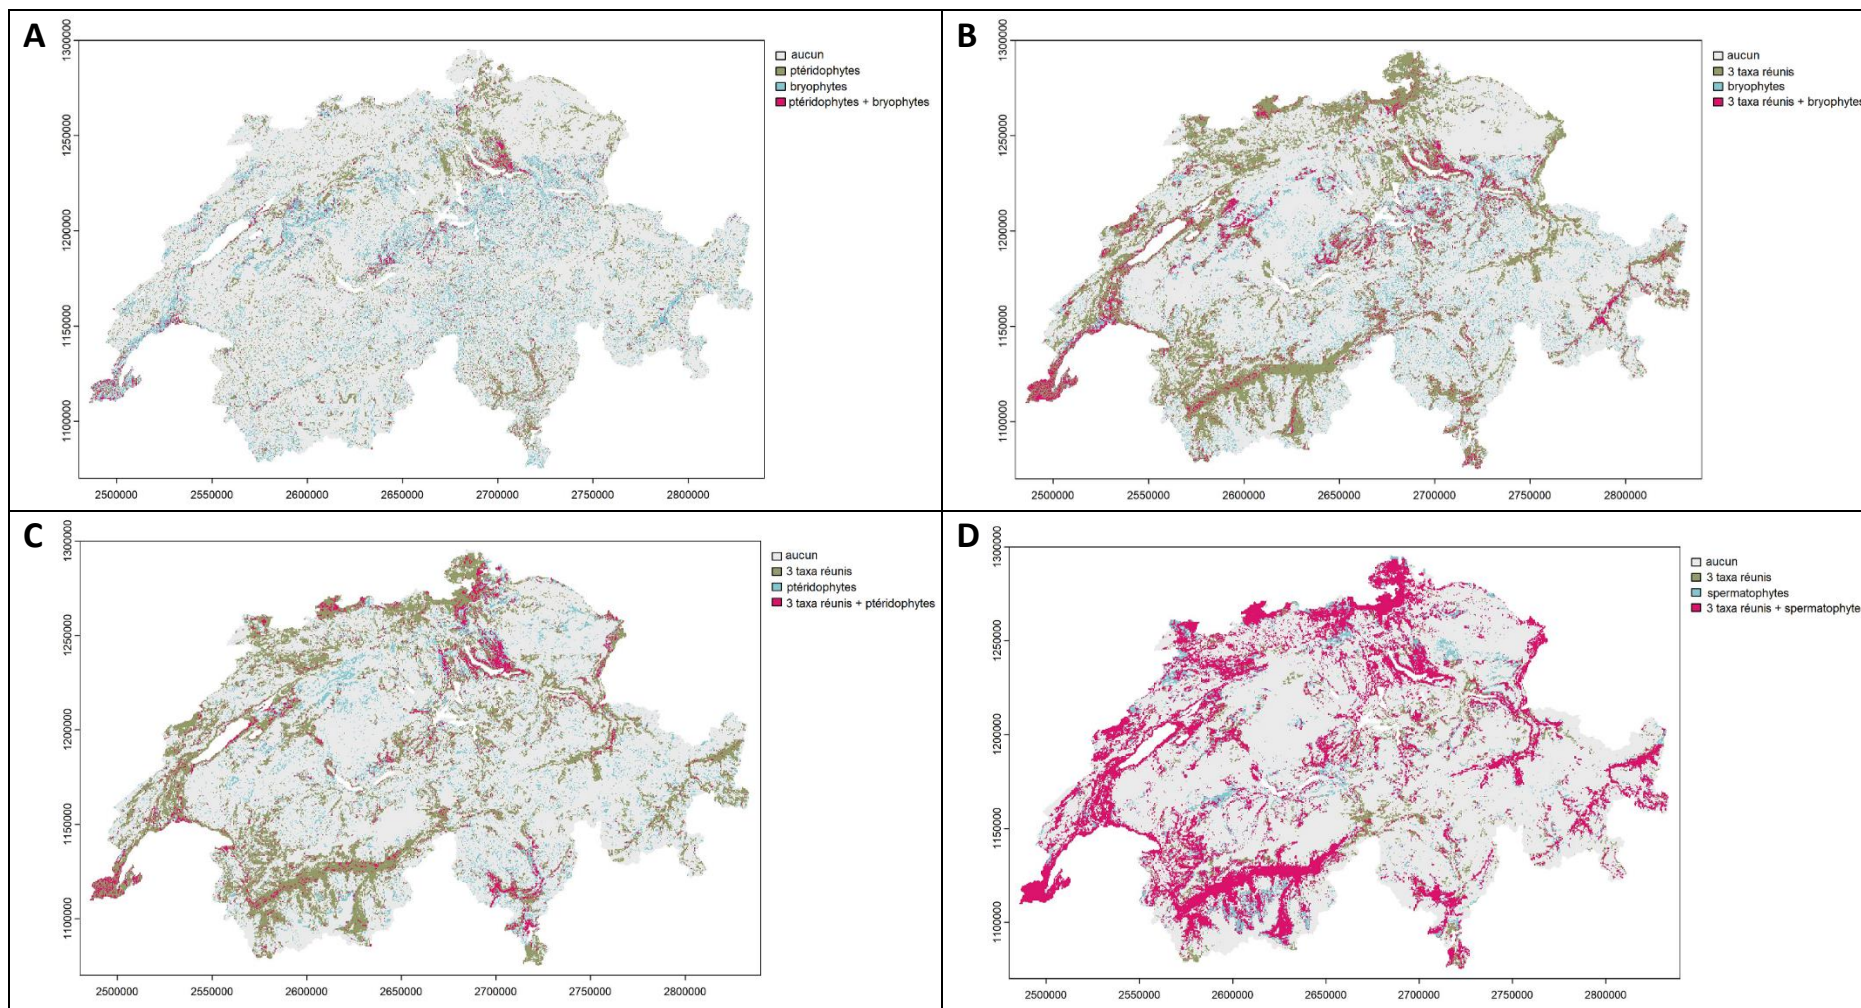 A
aucun
ptéridophytes
bryophytes
ptéridophytes + bryophytes
1300000
1250000
1200000
1150000
1100000
2500000 2550000 2600000 2650000 2700000 2750000 2800000
B
aucun
3 taxa réunis
bryophytes
3 taxa réunis + bryophytes
1300000
1250000
1200000
1150000
1100000
2500000 2550000 2600000 2650000 2700000 2750000 2800000
C
aucun
3 taxa réunis
ptéridophytes
3 taxa réunis + ptéridophytes
1300000
1250000
1200000
1150000
1100000
2500000 2550000 2600000 2650000 2700000 2750000 2800000
D
aucun
3 taxa réunis
spermatophytes
3 taxa réunis + spermatophyte
1300000
1250000
1200000
1150000
1100000
2500000 2550000 2600000 2650000 2700000 2750000 2800000